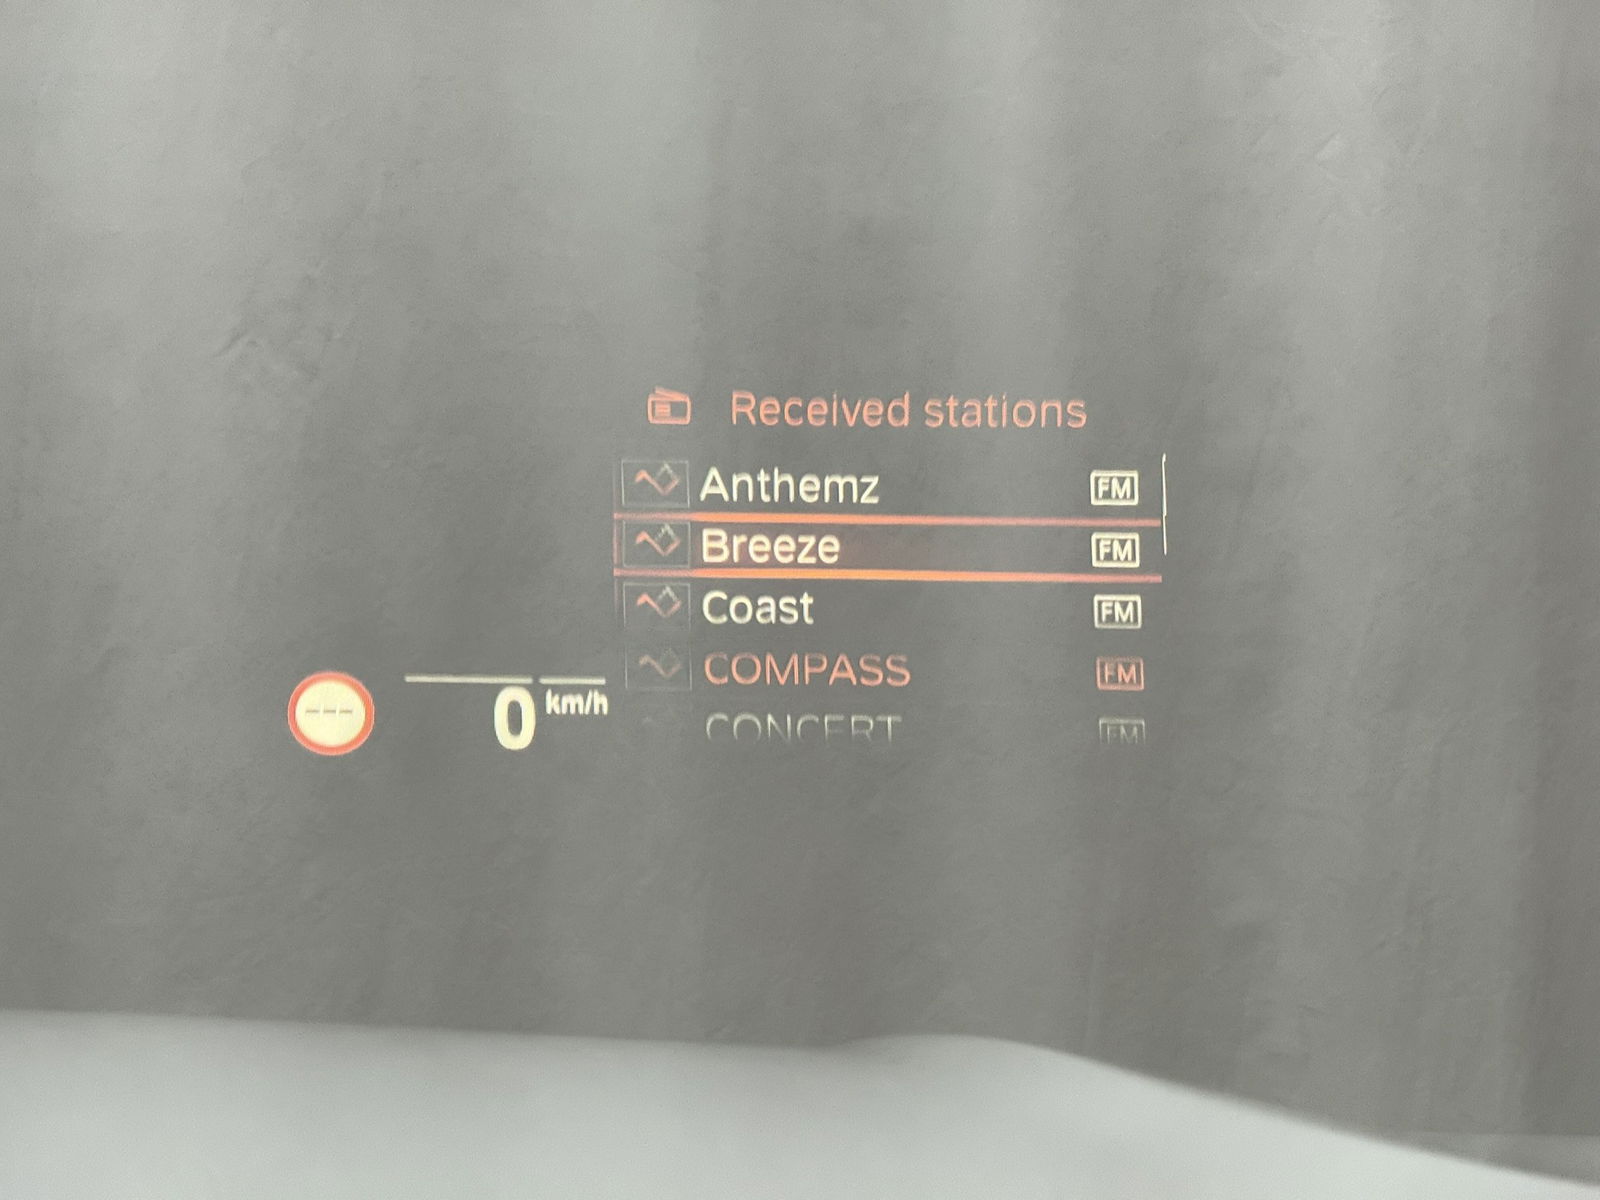 Received stations
Anthemz FM
Breeze FM
Coast FM
COMPASS FM
CONCERT FM
---
0 km/h